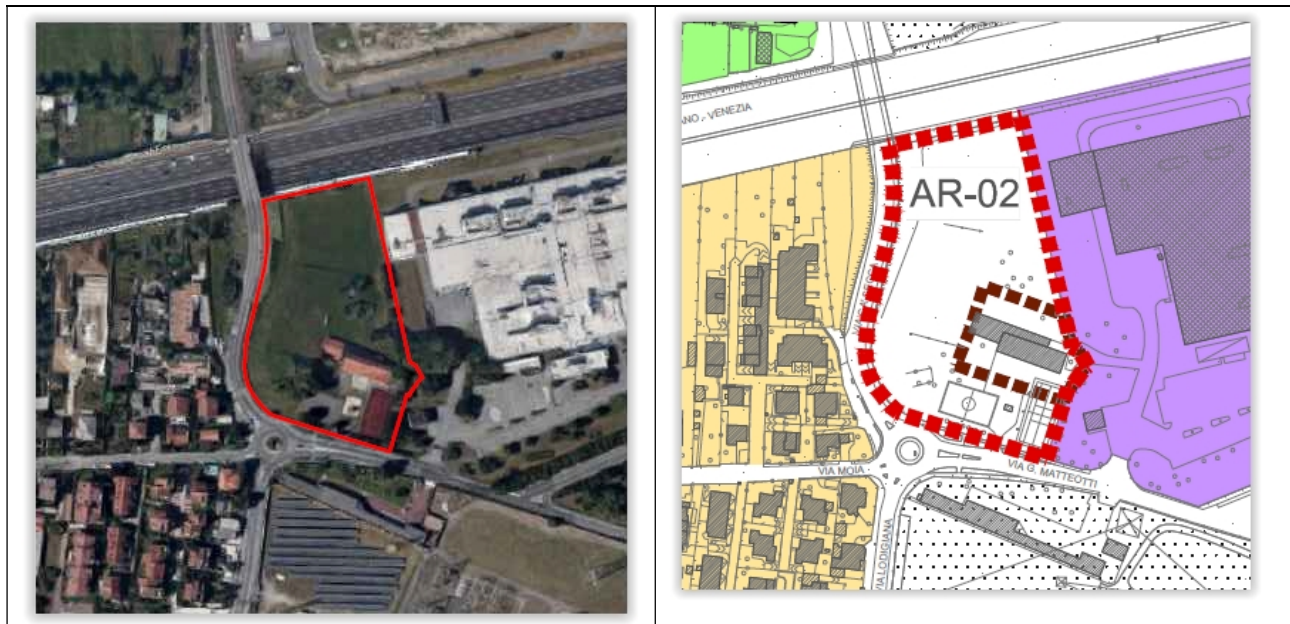 ANO - VENEZIA
AR-02
VIA MOIA
VIA G. MATTEOTTI
VIA LODIGIANA